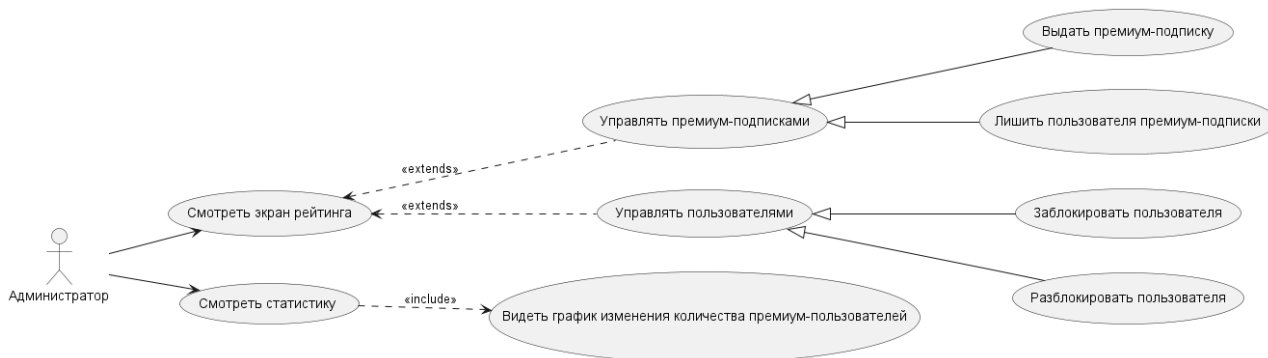 Выдать премиум-подписку
Управлять премиум-подписками
Лишить пользователя премиум-подписки
«extends»
Смотреть экран рейтинга
«extends»
Управлять пользователями
Заблокировать пользователя
Администратор
Смотреть статистику
«include»
Видеть график изменения количества премиум-пользователей
Разблокировать пользователя